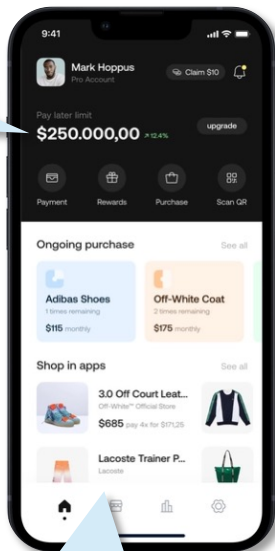 9:41
Mark Hoppus
Pro Account
Claim $10
Pay later limit
$250.000,00 12.4%
upgrade
Payment Rewards Purchase Scan QR
Ongoing purchase See all
Adibas Shoes
1 times remaining
$115 monthly
Off-White Coat
2 times remaining
$175 monthly
Shop in apps See all
3.0 Off Court Leat...
Off-White™ Official Store
$685 pay 4x for $171,25
Lacoste Trainer P...
Lacoste